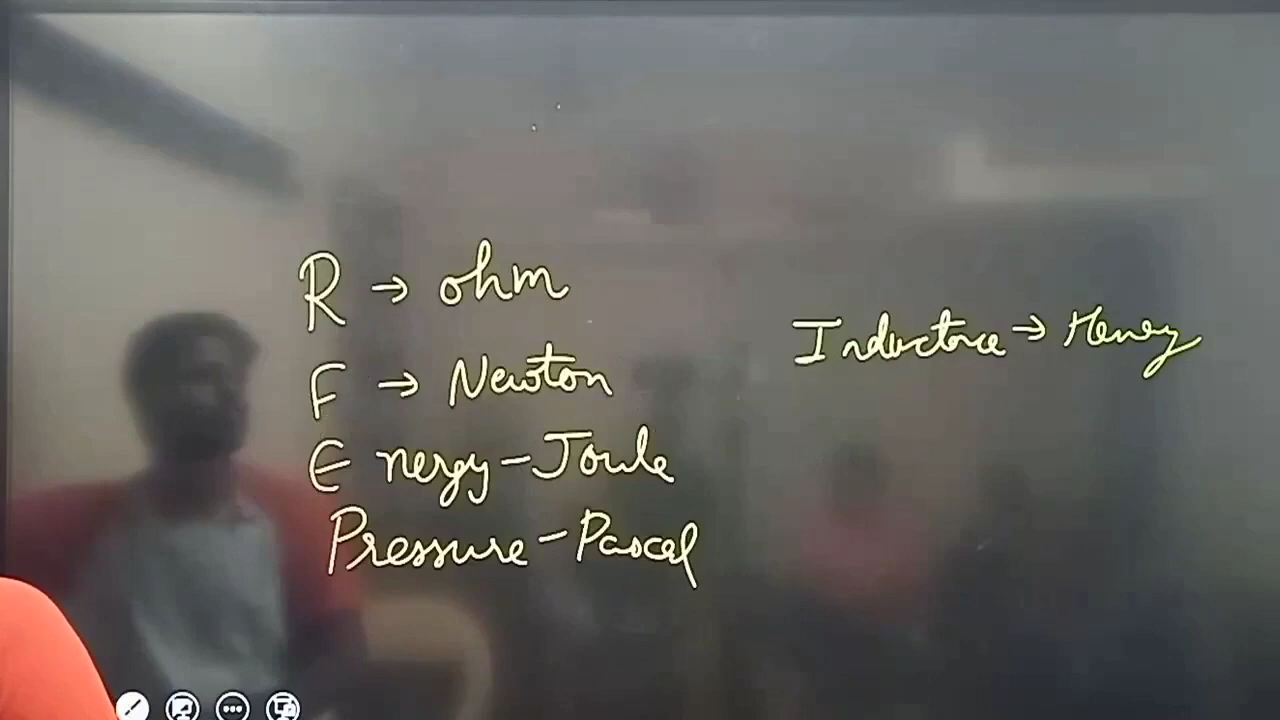 R → ohm
F → Newton
Energy - Joule
Pressure - Pascal
Inductance → Henry